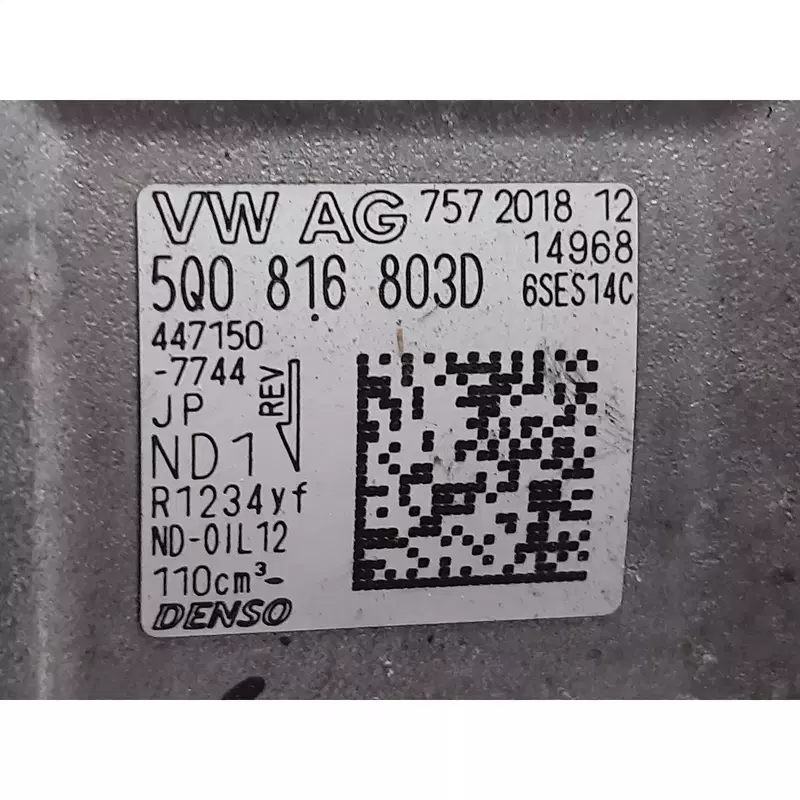 VW AG 757 2018 12
14968
5Q0 816 803D 6SES14C
447150
-7744
REV
JP
ND1
R1234yf
ND-OIL12
110cm³
DENSO